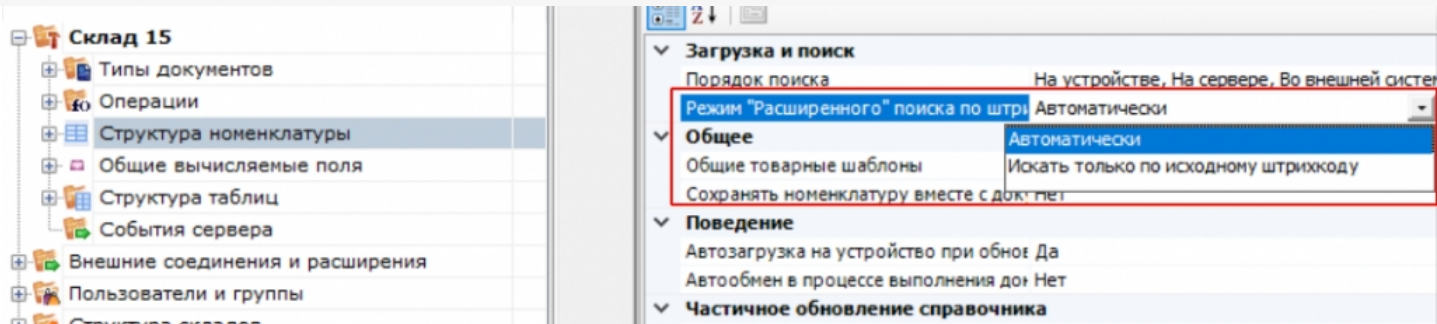 Склад 15
Типы документов
Операции
Структура номенклатуры
Общие вычисляемые поля
Структура таблиц
События сервера
Внешние соединения и расширения
Пользователи и группы
Структура складов
Загрузка и поиск
Порядок поиска На устройстве, На сервере, Во внешней систем
Режим "Расширенного" поиска по штри Автоматически
Общее
Автоматически
Общие товарные шаблоны
Искать только по исходному штрихкоду
Сохранять номенклатуру вместе с док Нет
Поведение
Автозагрузка на устройство при обнов Да
Автообмен в процессе выполнения док Нет
Частичное обновление справочника